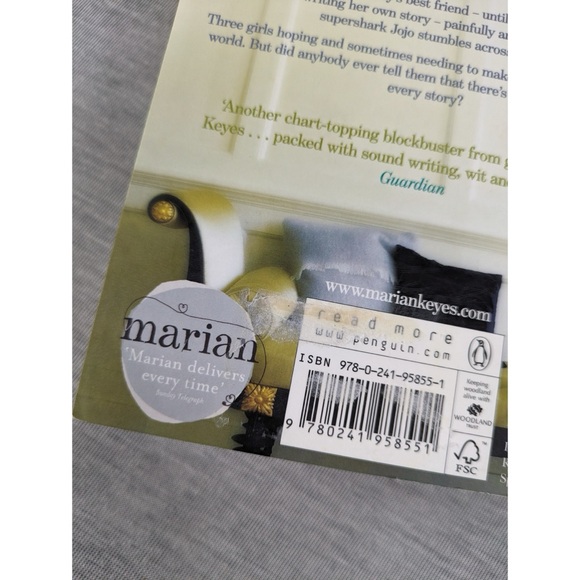 's best friend – until
her own story – painfully an
supershark Jojo stumbles across
Three girls hoping and sometimes needing to mak
world. But did anybody ever tell them that there's
every story?
'Another chart-topping blockbuster from g
Keyes . . . packed with sound writing, wit and
Guardian
www.mariankeyes.com
read more
www.penguin.com
ISBN 978-0-241-95855-1
9 780241 958551
marian
'Marian delivers
every time'
Sunday Telegraph
Keeping
woodland
alive with
WOODLAND
TRUST
FSC